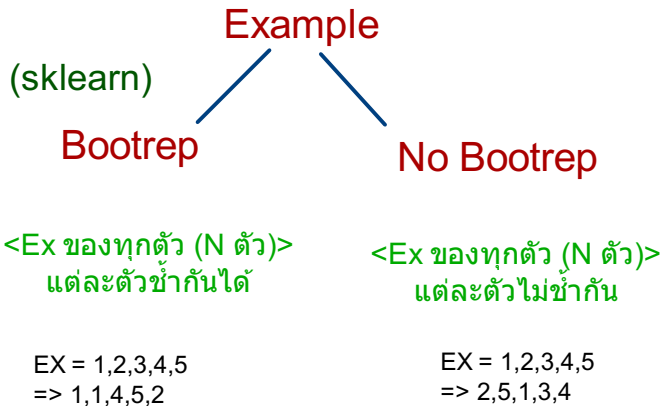 Example
(sklearn)
Bootrep
No Bootrep
<Ex ของทุกตัว (N ตัว)>
แต่ละตัวซ้ำกันได้
<Ex ของทุกตัว (N ตัว)>
แต่ละตัวไม่ซ้ำกัน
EX = 1,2,3,4,5
=> 1,1,4,5,2
EX = 1,2,3,4,5
=> 2,5,1,3,4